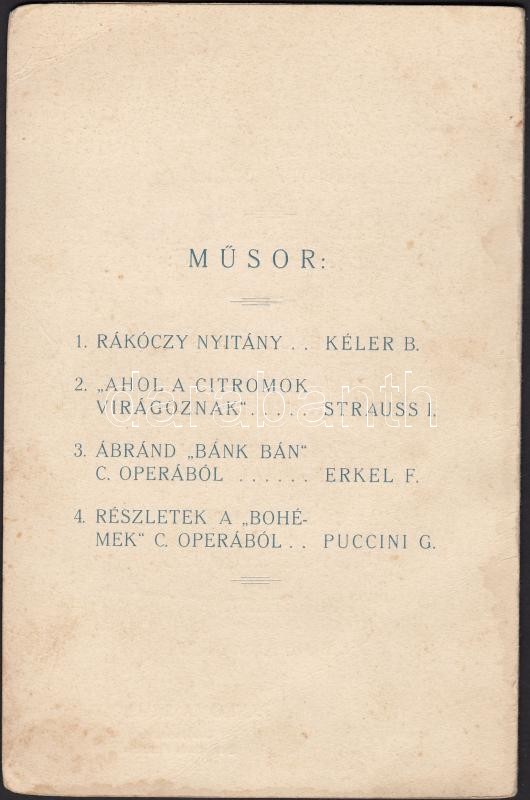 MŰSOR:
1. RÁKÓCZY NYITÁNY . . KÉLER B.
2. „AHOL A CITROMOK
VIRÁGOZNAK“ . . . . . STRAUSS I.
3. ÁBRÁND „BÁNK BÁN“
C. OPERÁBÓL . . . . . . ERKEL F.
4. RÉSZLETEK A „BOHÉ-
MEK“ C. OPERÁBÓL . . PUCCINI G.
darabanth